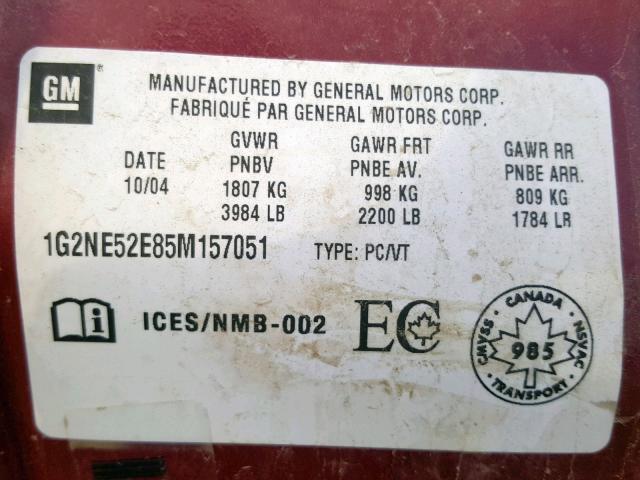 GM
MANUFACTURED BY GENERAL MOTORS CORP.
FABRIQUÉ PAR GENERAL MOTORS CORP.
DATE GVWR GAWR FRT GAWR RR
10/04 PNBV PNBE AV. PNBE ARR.
1807 KG 998 KG 809 KG
3984 LB 2200 LB 1784 LB
1G2NE52E85M157051 TYPE: PC/VT
ICES/NMB-002 EC
CANADA
CMVSS 985 NSVAC
TRANSPORT